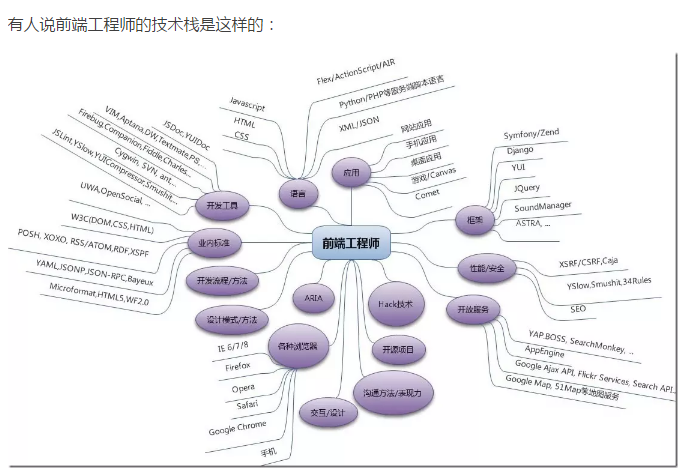 有人说前端工程师的技术栈是这样的：
Flex/ActionScript/AIR
Python/PHP等服务端脚本语言
XML/JSON
Javascript
HTML
CSS
语言
网站应用
手机应用
桌面应用
游戏/Canvas
Comet
应用
JSDoc,YUIDoc
VIM,Aptana,DW,Textmate,PS,...
Firebug,Companion,Fiddle,Charles...
Cygwin, SVN, ant,...
JSLint,YSlow,YUICompressor,Smushit,...
开发工具
UWA,OpenSocial, ...
W3C(DOM,CSS,HTML)
POSH, XOXO, RSS/ATOM,RDF,XSPF
YAML,JSONP,JSON-RPC,Bayeux
Microformat,HTML5,WF2.0
业内标准
前端工程师
Symfony/Zend
Django
YUI
JQuery
SoundManager
ASTRA, ...
框架
XSRF/CSRF,Caja
YSlow,Smushit,34Rules
SEO
性能/安全
开放服务
YAP,BOSS, SearchMonkey, ..
AppEngine
Google Ajax API, Flickr Services, Search API,
Google Map, 51Map等地图服务
开发流程/方法
设计模式/方法
ARIA
Hack技术
各种浏览器
IE 6/7/8
Firefox
Opera
Safari
Google Chrome
手机
开源项目
沟通方法/表现力
交互/设计